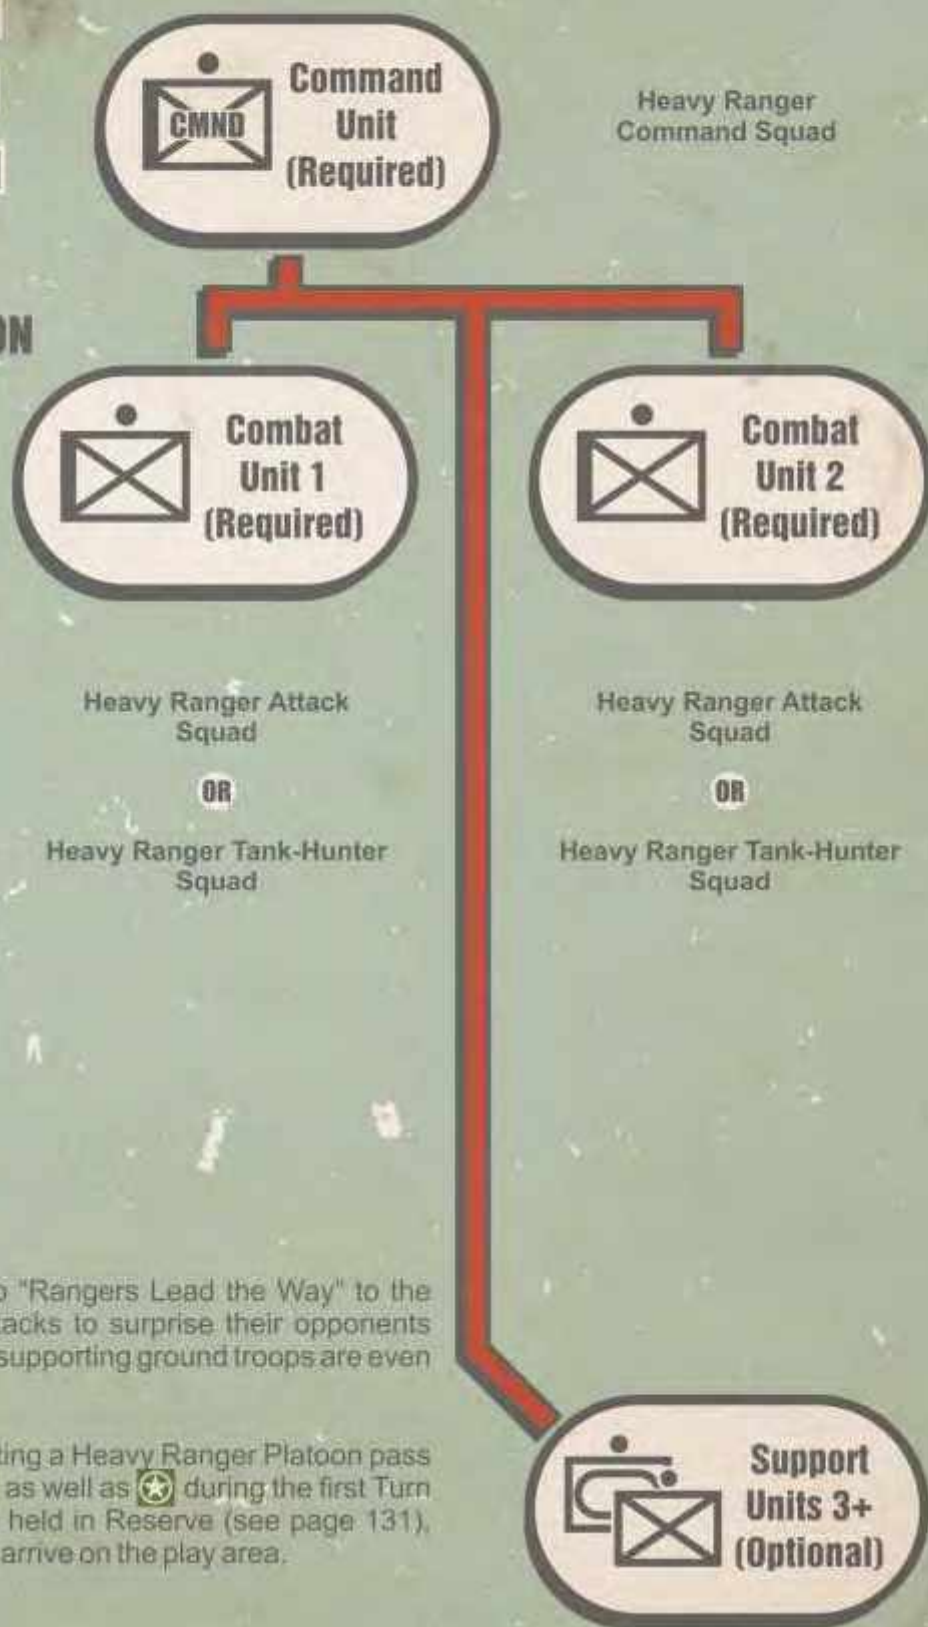 CMND
Command
Unit
(Required)
Heavy Ranger
Command Squad
ON
Combat
Unit 1
(Required)
Combat
Unit 2
(Required)
Heavy Ranger Attack
Squad
OR
Heavy Ranger Tank-Hunter
Squad
Heavy Ranger Attack
Squad
OR
Heavy Ranger Tank-Hunter
Squad
"Rangers Lead the Way" to the
to surprise their opponents
supporting ground troops are even
a Heavy Ranger Platoon pass
as well as during the first Turn
held in Reserve (see page 131),
arrive on the play area.
Support
Units 3+
(Optional)